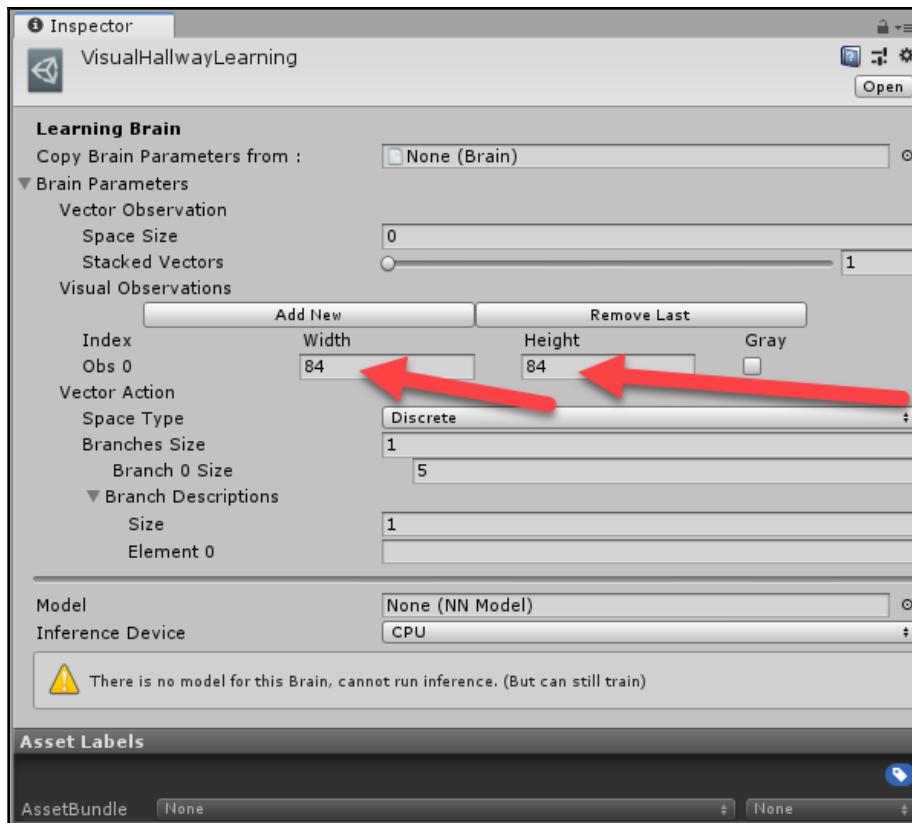 Inspector
VisualHallwayLearning
Open
Learning Brain
Copy Brain Parameters from : None (Brain)
Brain Parameters
Vector Observation
Space Size 0
Stacked Vectors 1
Visual Observations
Add New Remove Last
Index Width Height Gray
Obs 0 84 84
Vector Action
Space Type Discrete
Branches Size 1
Branch 0 Size 5
Branch Descriptions
Size 1
Element 0
Model None (NN Model)
Inference Device CPU
There is no model for this Brain, cannot run inference. (But can still train)
Asset Labels
AssetBundle None None